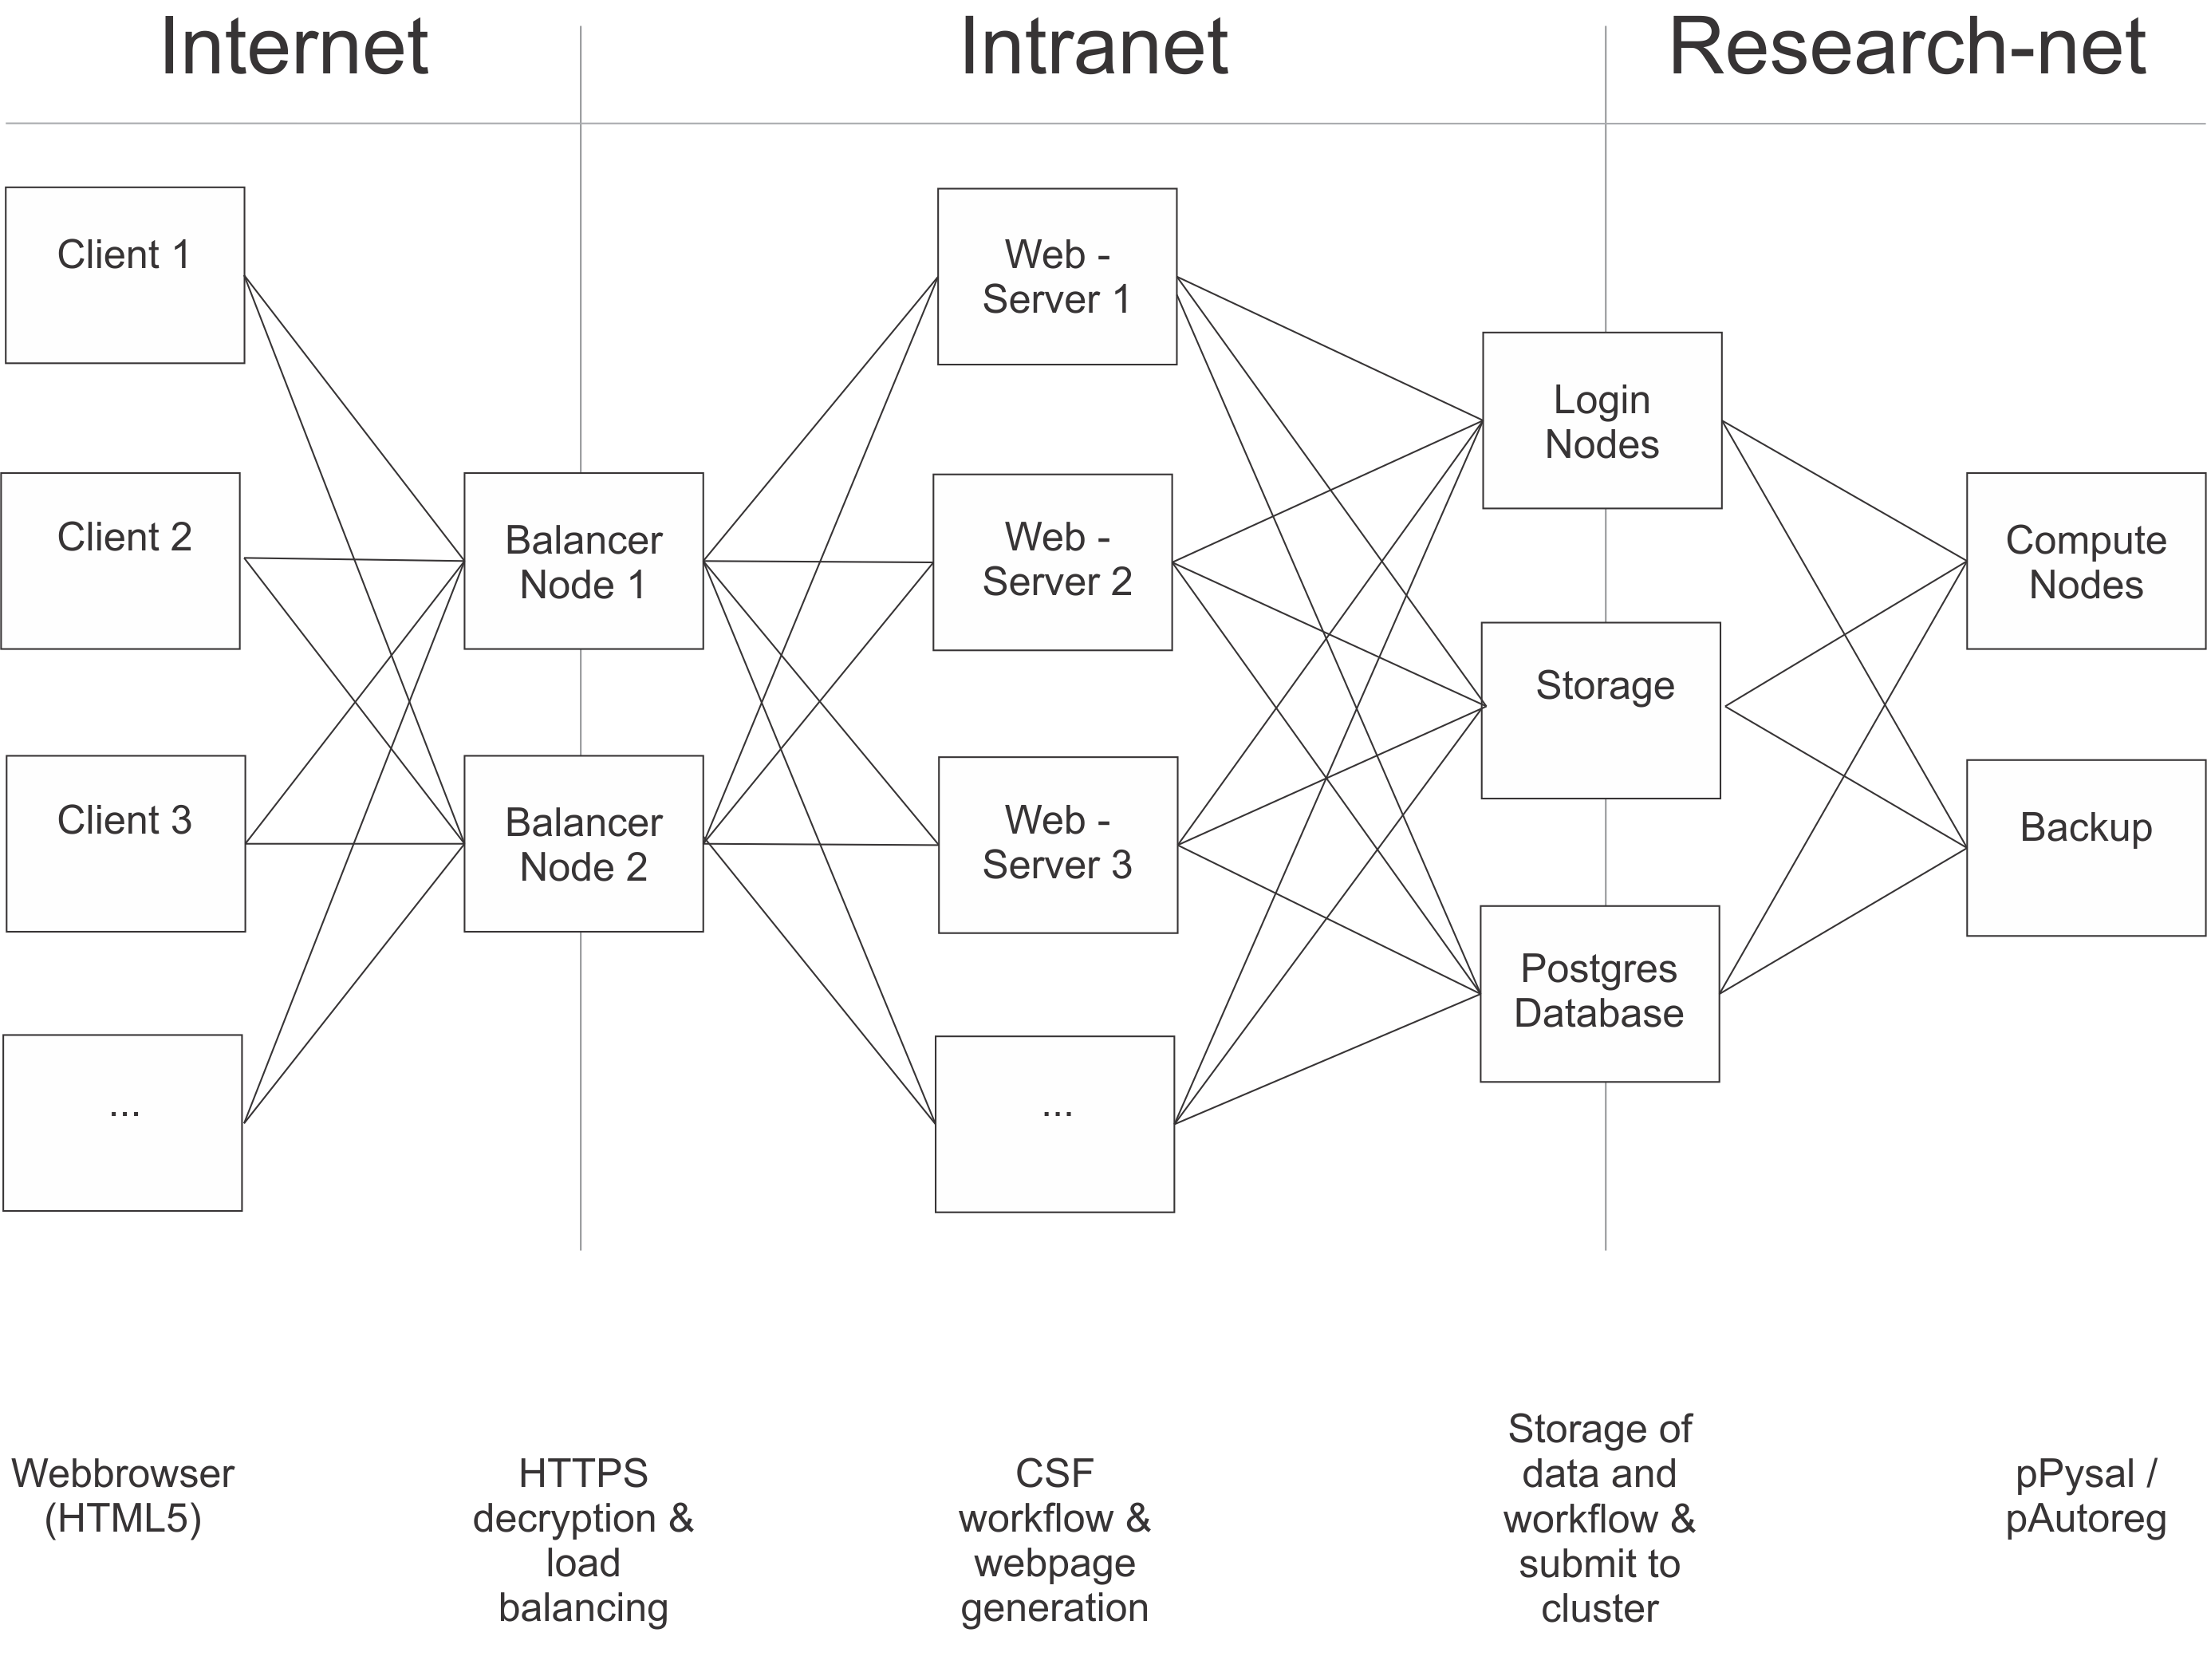 Internet
Intranet
Research-net
Client 1
Web -
Server 1
Login
Nodes
Client 2
Balancer
Node 1
Web -
Server 2
Compute
Nodes
Storage
Client 3
Balancer
Node 2
Web -
Server 3
Backup
Postgres
Database
...
...
Webbrowser
(HTML5)
HTTPS
decryption &
load
balancing
CSF
workflow &
webpage
generation
Storage of
data and
workflow &
submit to
cluster
pPysal /
pAutoreg